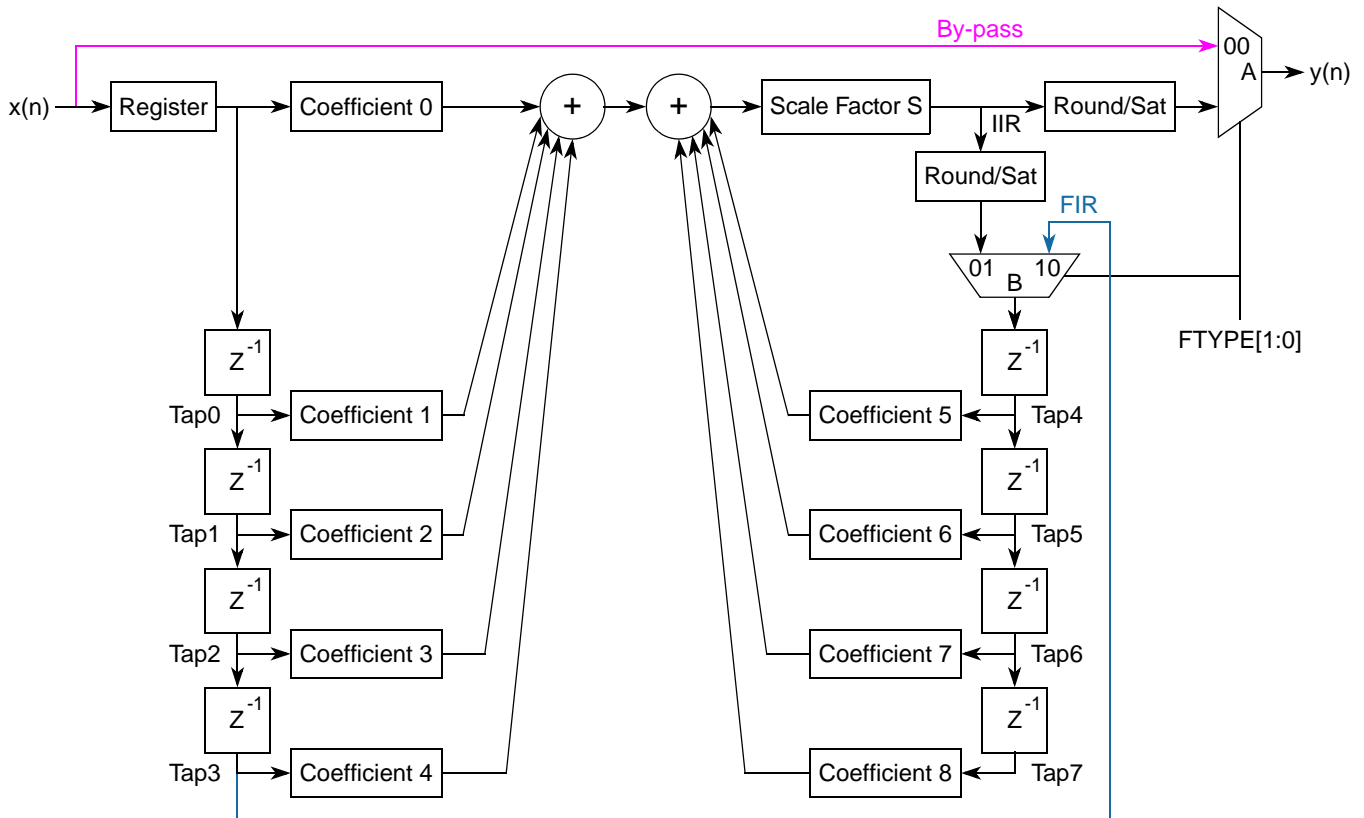 By-pass
00
A
x(n)
Register
Coefficient 0
+
+
Scale Factor S
Round/Sat
y(n)
IIR
Round/Sat
FIR
01
10
B
FTYPE[1:0]
Z-1
Z-1
Tap0
Coefficient 1
Coefficient 5
Tap4
Z-1
Z-1
Tap1
Coefficient 2
Coefficient 6
Tap5
Z-1
Z-1
Tap2
Coefficient 3
Coefficient 7
Tap6
Z-1
Z-1
Tap3
Coefficient 4
Coefficient 8
Tap7